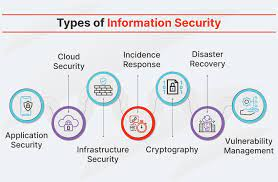 Types of Information Security
Cloud
Security
Incidence
Response
Disaster
Recovery
Application
Security
Infrastructure
Security
Cryptography
Vulnerability
Management